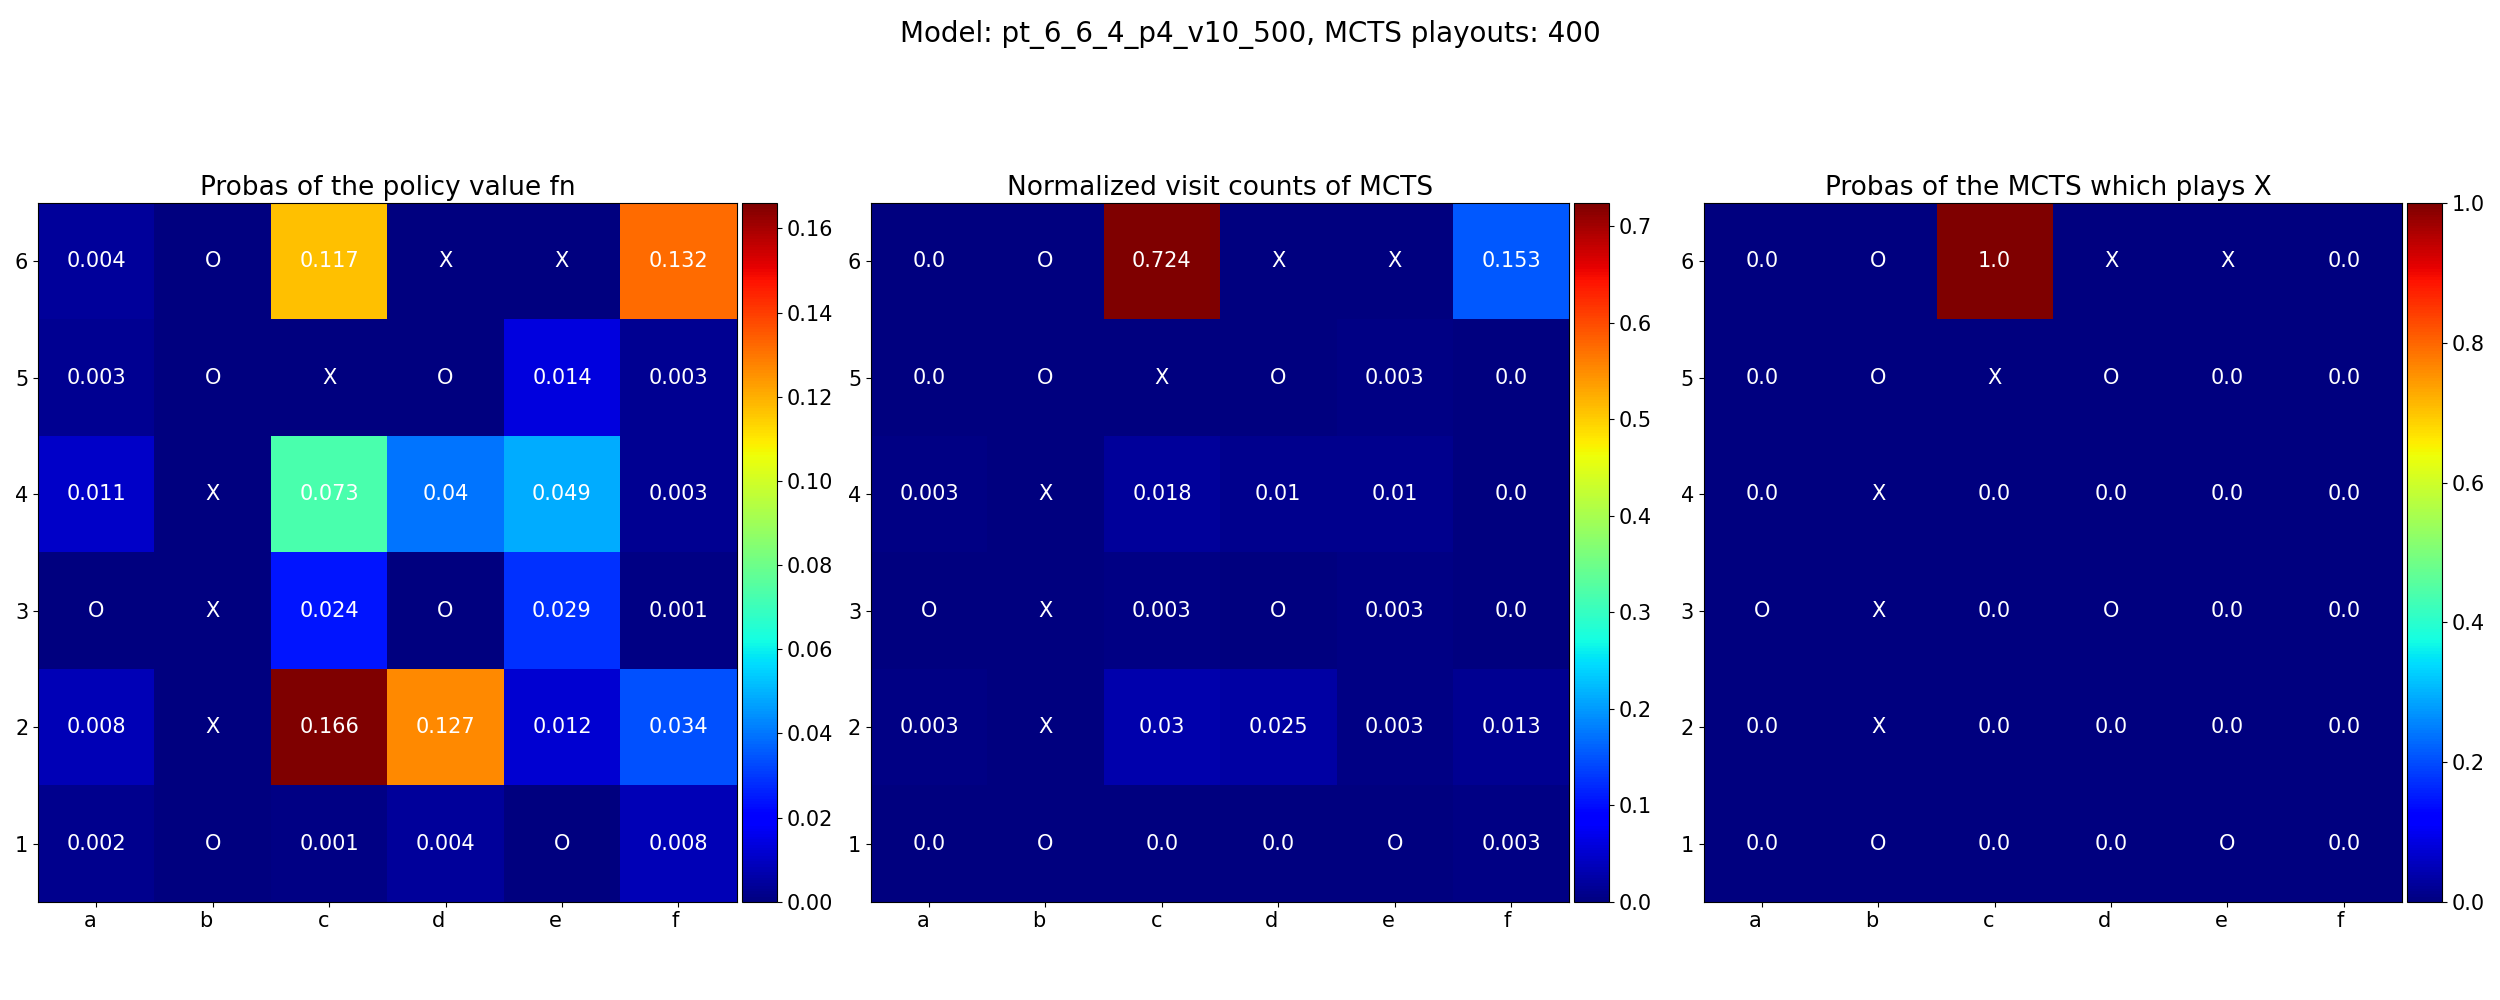 Model: pt_6_6_4_p4_v10_500, MCTS playouts: 400
Probas of the policy value fn
6 0.004 O 0.117 X X 0.132
5 0.003 O X O 0.014 0.003
4 0.011 X 0.073 0.04 0.049 0.003
3 O X 0.024 O 0.029 0.001
2 0.008 X 0.166 0.127 0.012 0.034
1 0.002 O 0.001 0.004 O 0.008
a b c d e f
0.16
0.14
0.12
0.10
0.08
0.06
0.04
0.02
0.00
Normalized visit counts of MCTS
6 0.0 O 0.724 X X 0.153
5 0.0 O X O 0.003 0.0
4 0.003 X 0.018 0.01 0.01 0.0
3 O X 0.003 O 0.003 0.0
2 0.003 X 0.03 0.025 0.003 0.013
1 0.0 O 0.0 0.0 O 0.003
a b c d e f
0.7
0.6
0.5
0.4
0.3
0.2
0.1
0.0
Probas of the MCTS which plays X
6 0.0 O 1.0 X X 0.0
5 0.0 O X O 0.0 0.0
4 0.0 X 0.0 0.0 0.0 0.0
3 O X 0.0 O 0.0 0.0
2 0.0 X 0.0 0.0 0.0 0.0
1 0.0 O 0.0 0.0 O 0.0
a b c d e f
1.0
0.8
0.6
0.4
0.2
0.0